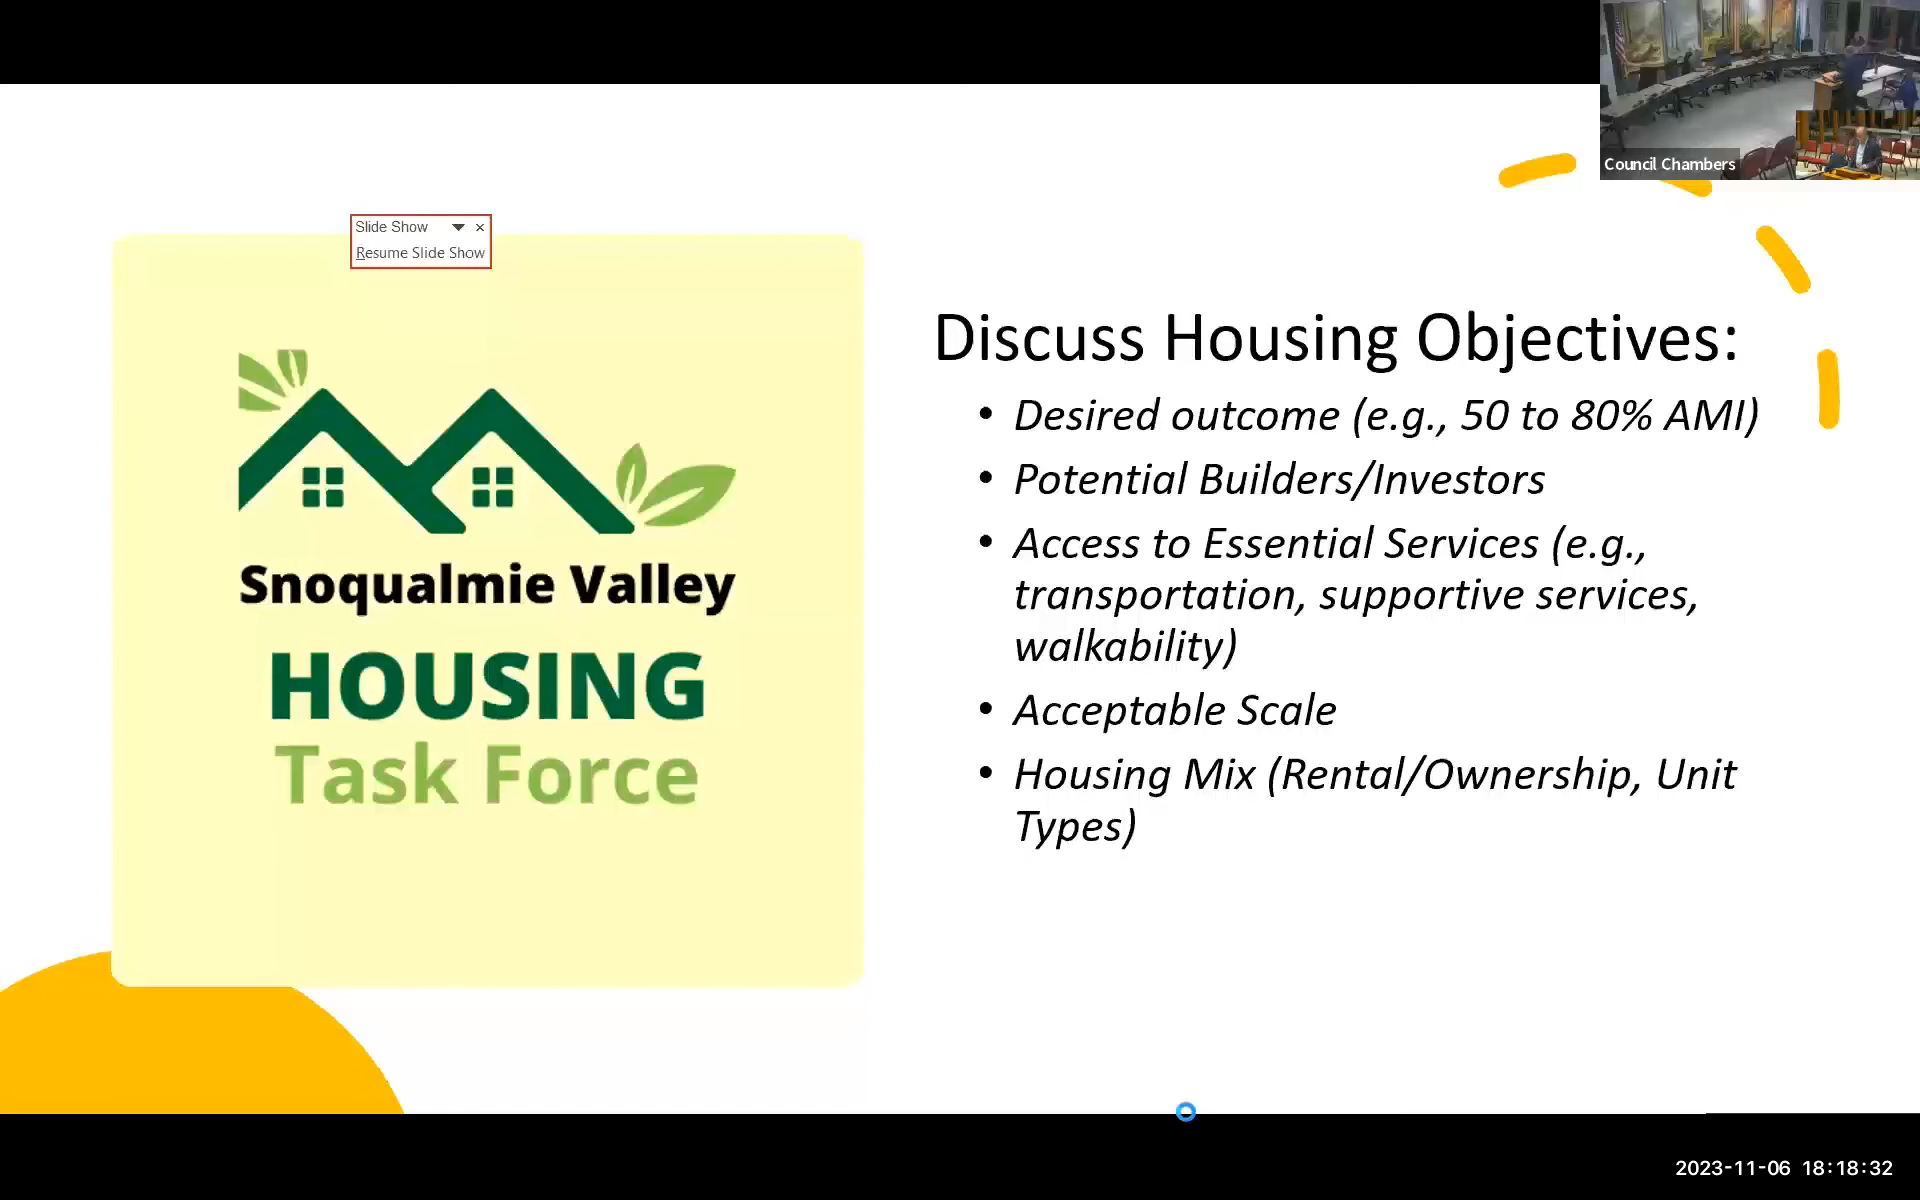 Council Chambers
Slide Show
Resume Slide Show
Snoqualmie Valley
HOUSING
Task Force
Discuss Housing Objectives:
• Desired outcome (e.g., 50 to 80% AMI)
• Potential Builders/Investors
• Access to Essential Services (e.g.,
transportation, supportive services,
walkability)
• Acceptable Scale
• Housing Mix (Rental/Ownership, Unit
Types)
2023-11-06 18:18:32